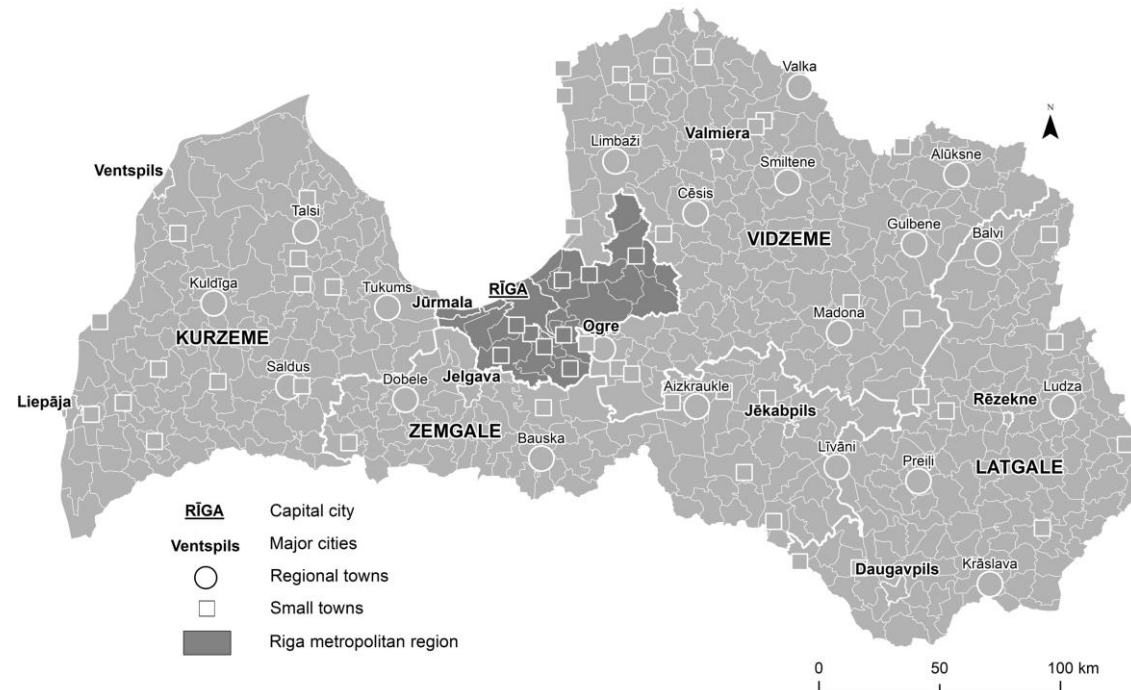 Valka
N
Limbaži
Valmiera
Alūksne
Ventspils
Smiltene
Cēsis
Talsi
VIDZEME
Gulbene
Balvi
Kuldīga
Tukums
RĪGA
Jūrmala
Ogre
Madona
KURZEME
Saldus
Dobele
Jelgava
Aizkraukle
Jēkabpils
Rēzekne
Ludza
Liepāja
ZEMGALE
Bauska
Līvāni
Preiļi
LATGALE
Daugavpils
Krāslava
RĪGA Capital city
Ventspils Major cities
Regional towns
Small towns
Riga metropolitan region
0 50 100 km